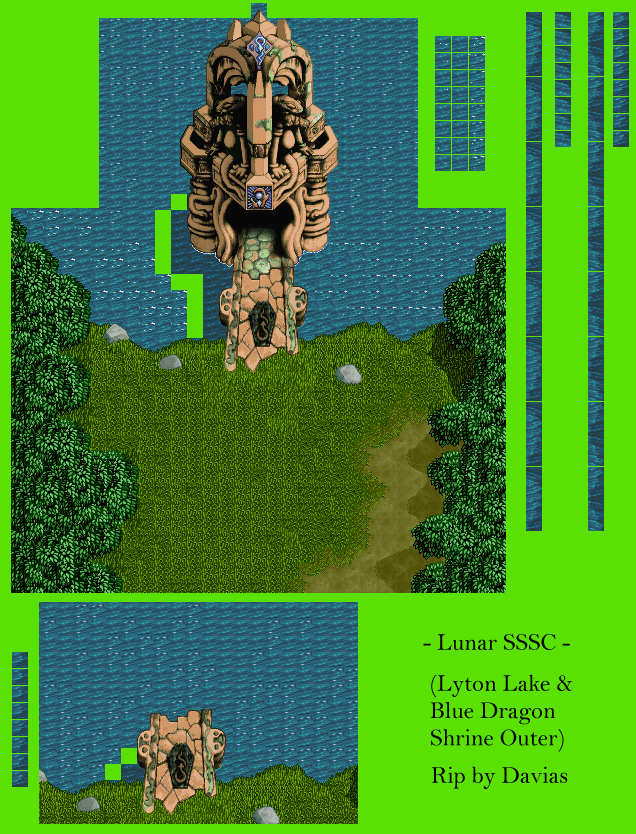 - Lunar SSSC -
(Lyton Lake &
Blue Dragon
Shrine Outer)
Rip by Davias